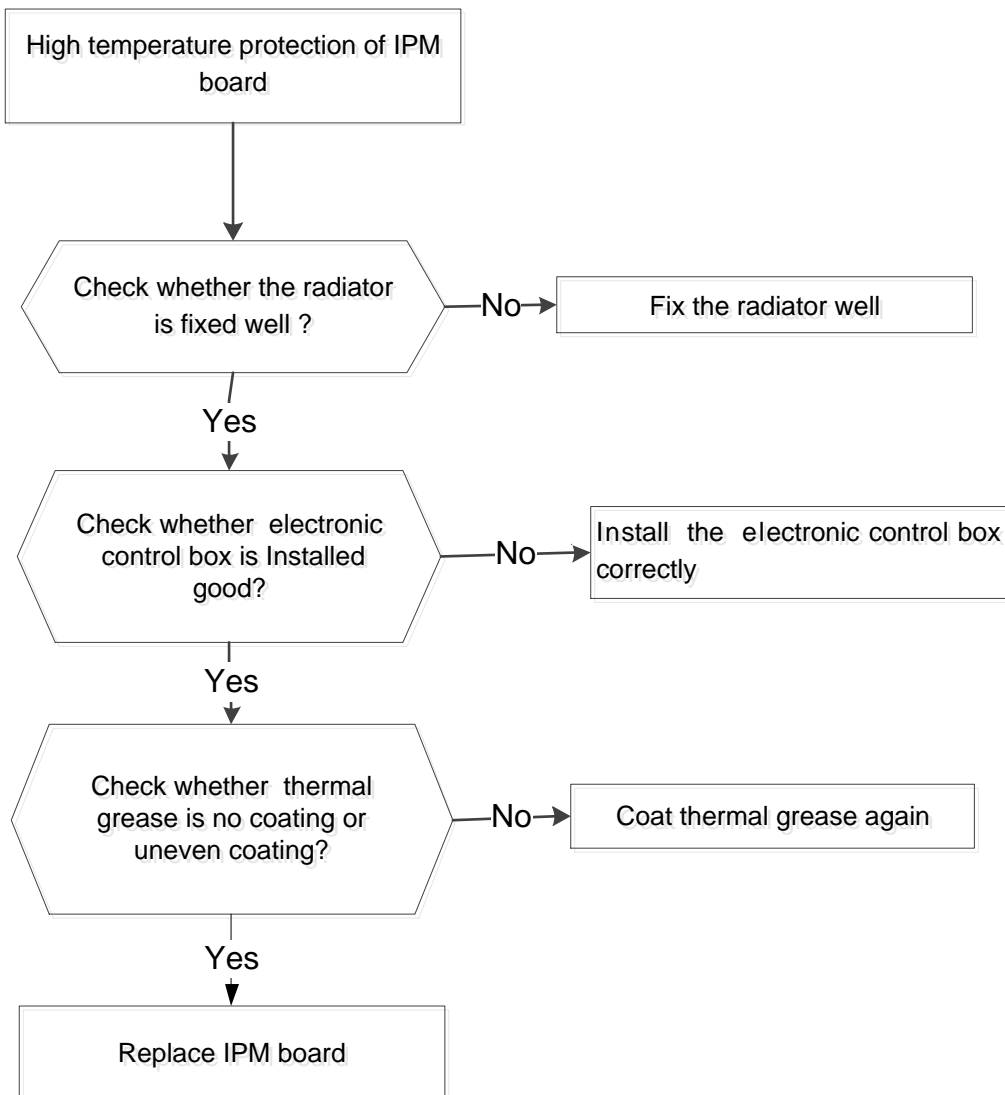 High temperature protection of IPM
board
Check whether the radiator
is fixed well ?
No
Fix the radiator well
Yes
Check whether electronic
control box is Installed
good?
No
Install the electronic control box
correctly
Yes
Check whether thermal
grease is no coating or
uneven coating?
No
Coat thermal grease again
Yes
Replace IPM board